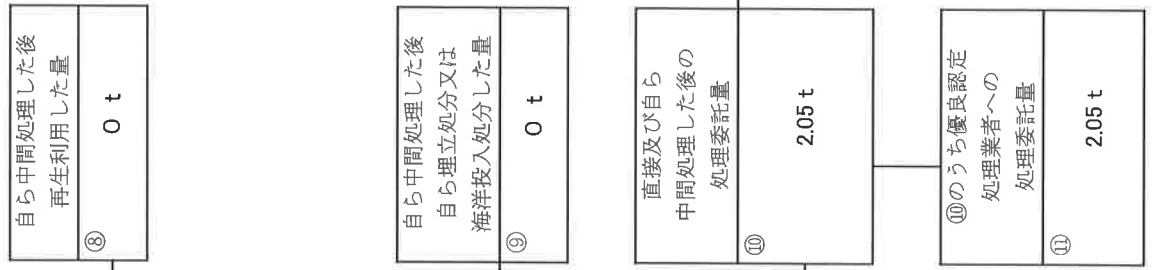 自ら中間処理した後
再生利用した量
⑧
0 t
自ら中間処理した後
自ら埋立処分又は
海洋投入処分した量
⑨
0 t
直接及び自ら
中間処理した後の
処理委託量
⑩
2.05 t
⑩のうち優良認定
処理業者への
処理委託量
⑪
2.05 t